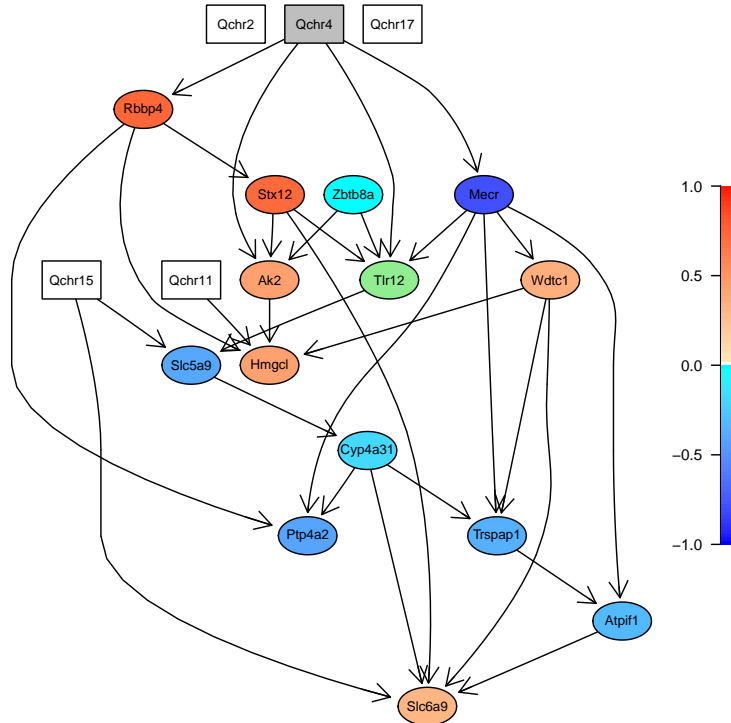 Qchr2
Qchr4
Qchr17
Rbbp4
Stx12
Zbtb8a
Mecr
Qchr15
Qchr11
Ak2
Tlr12
Wdtc1
Slc5a9
Hmgcl
Cyp4a31
Ptp4a2
Trspap1
Atpif1
Slc6a9
1.0
0.5
0.0
−0.5
−1.0